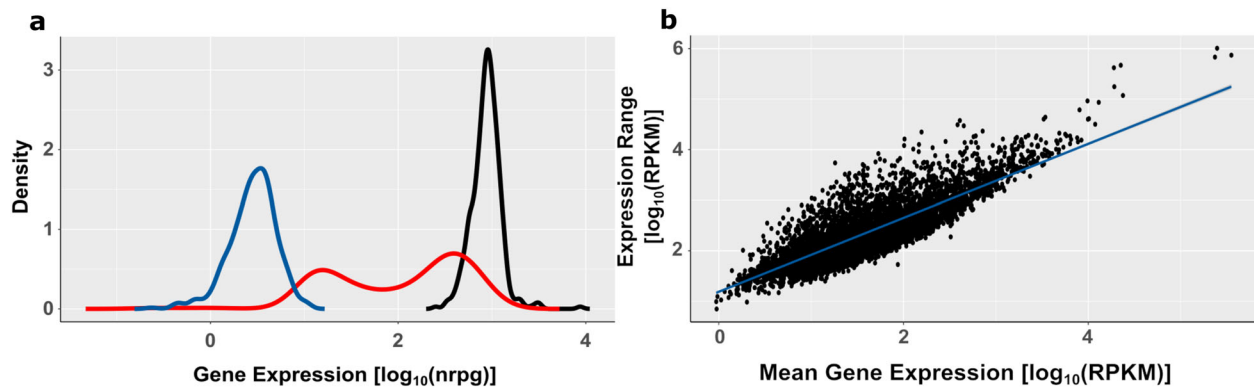 a
3
2
1
0
Density
0 2 4
Gene Expression [log₁₀(nrpg)]
b
6
4
2
Expression Range
[log₁₀(RPKM)]
0 2 4
Mean Gene Expression [log₁₀(RPKM)]